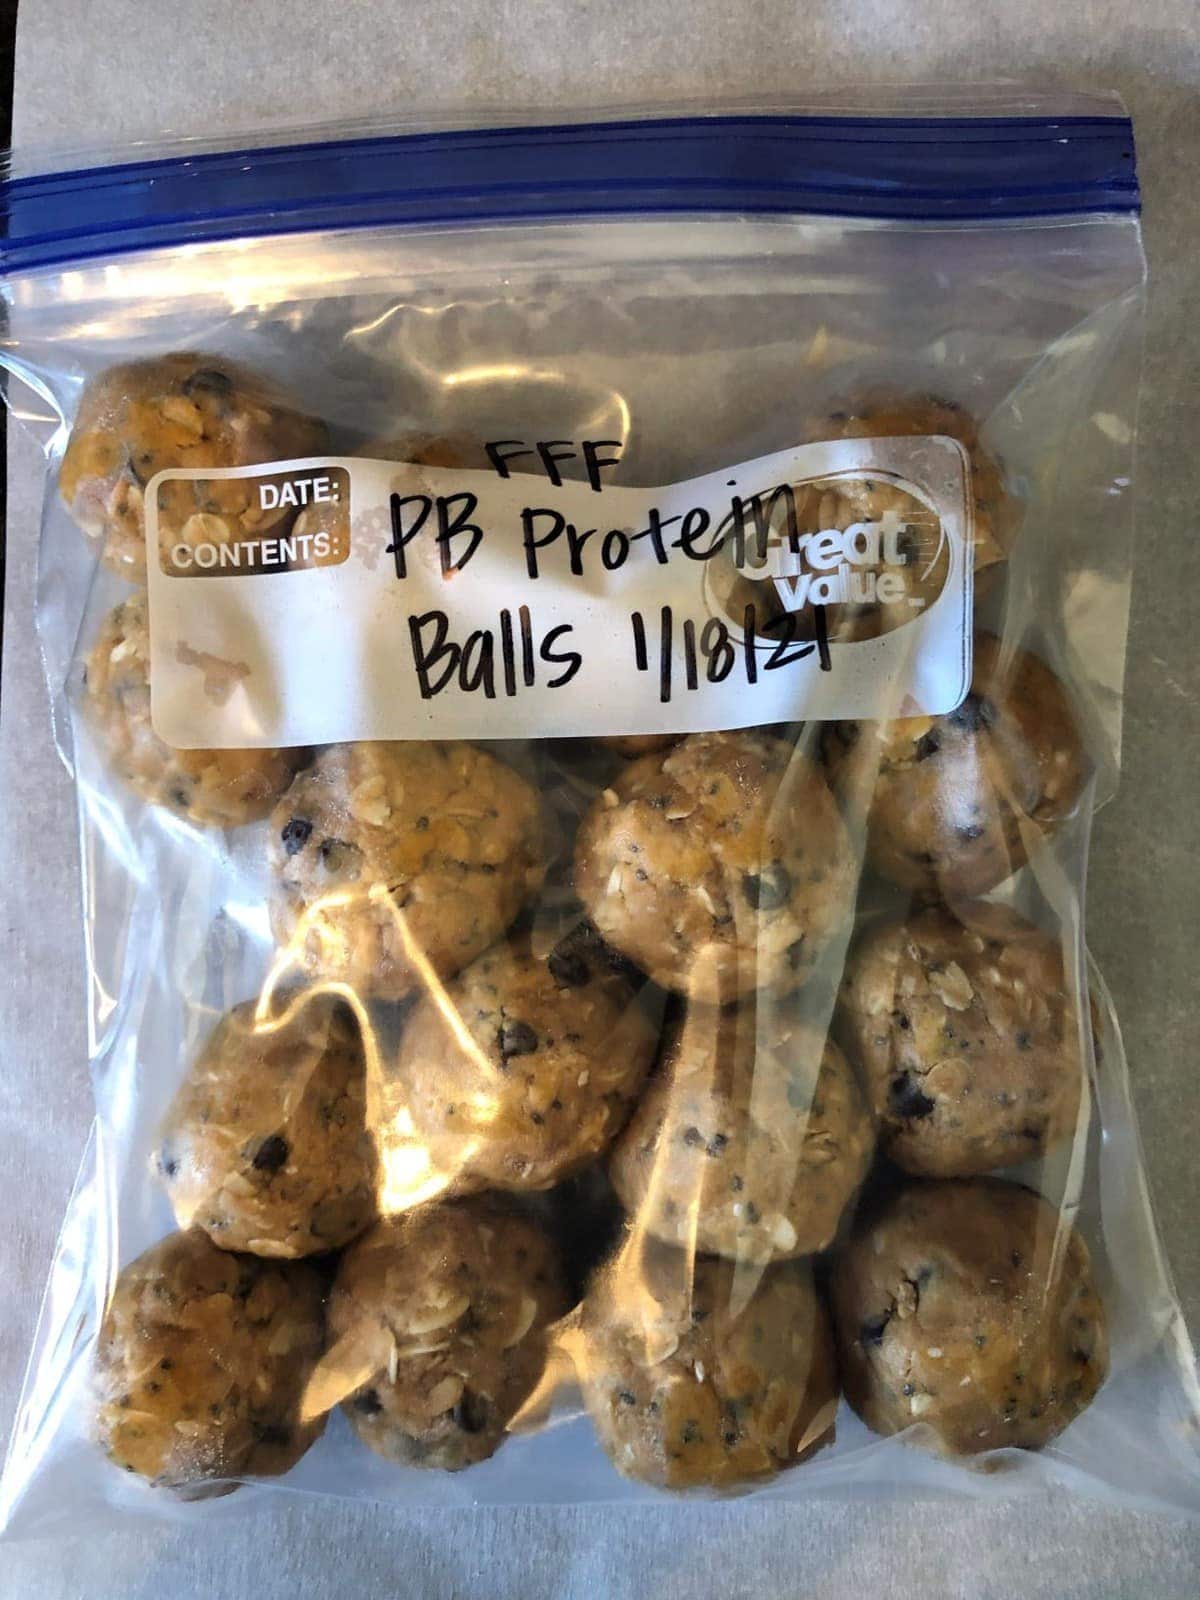 FFF
DATE: PB Protein
CONTENTS:
Great Value
Balls 1/18/21